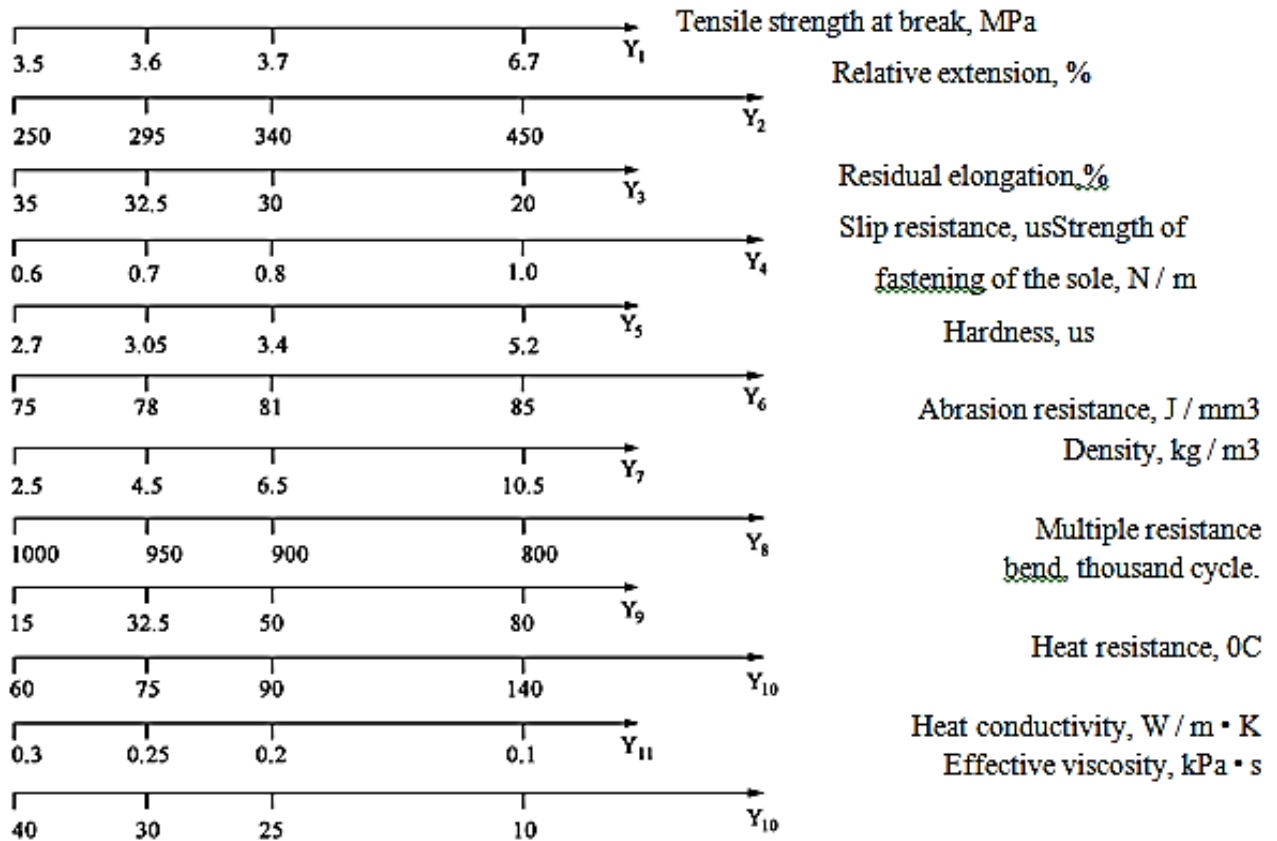 Tensile strength at break, MPa
Y1
3.5 3.6 3.7 6.7
Relative extension, %
Y2
250 295 340 450
Residual elongation,%
Y3
35 32.5 30 20
Slip resistance, usStrength of
Y4
0.6 0.7 0.8 1.0
fastening of the sole, N / m
Y5
2.7 3.05 3.4 5.2
Hardness, us
Y6
75 78 81 85
Abrasion resistance, J / mm3
Density, kg / m3
Y7
2.5 4.5 6.5 10.5
Multiple resistance
Y8
1000 950 900 800
bend, thousand cycle.
Y9
15 32.5 50 80
Heat resistance, 0C
Y10
60 75 90 140
Heat conductivity, W / m • K
Y11
0.3 0.25 0.2 0.1
Effective viscosity, kPa • s
Y10
40 30 25 10